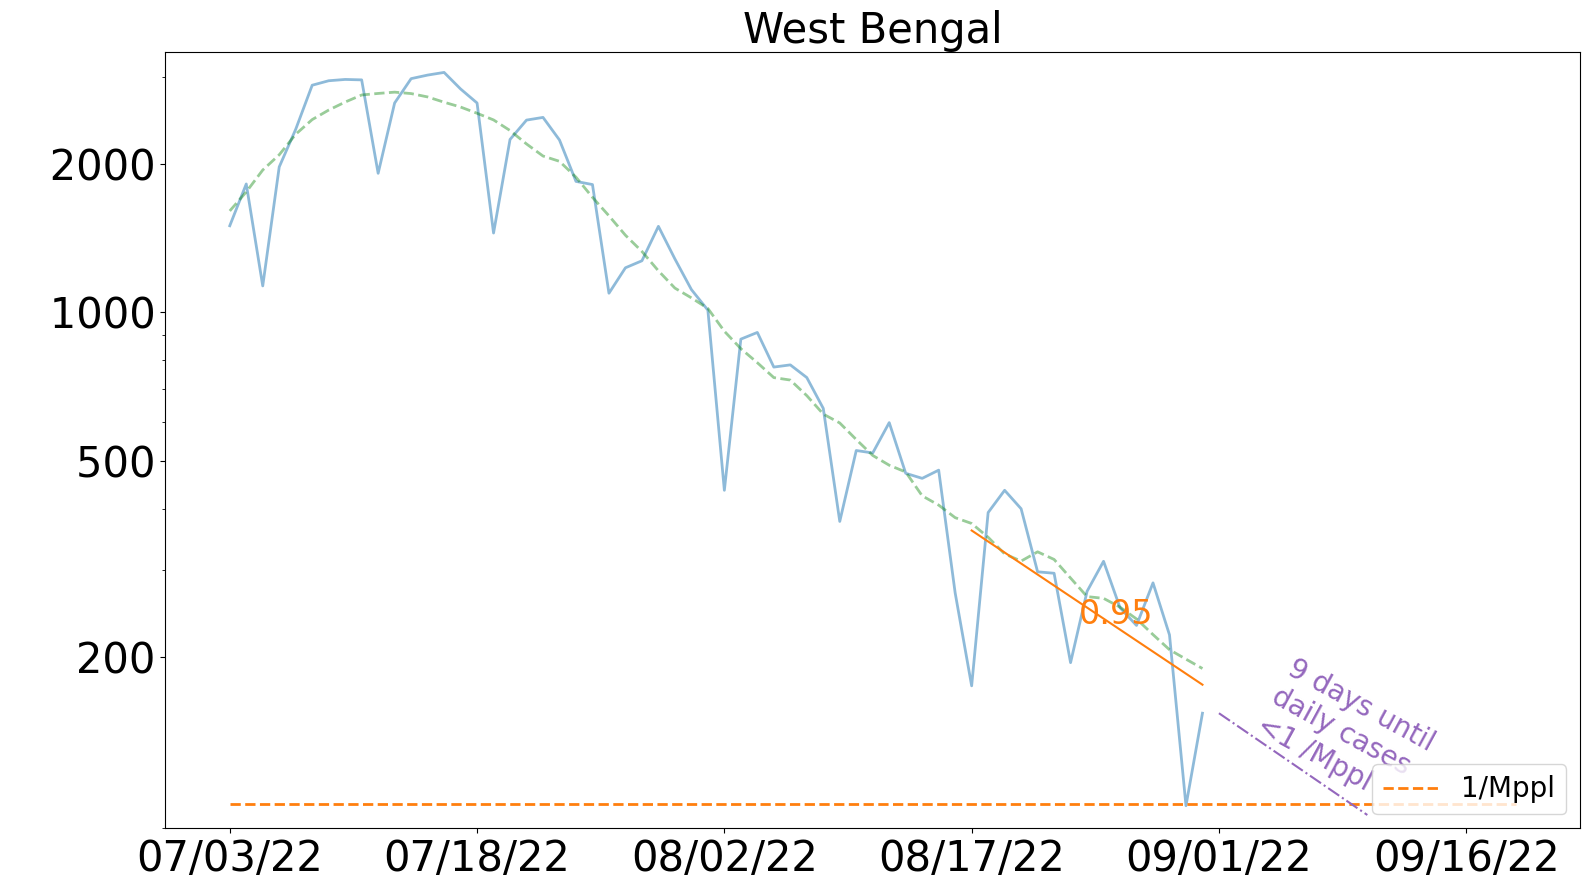 West Bengal
2000
1000
500
200
0.95
9 days until
daily cases
<1 /Mppl
1/Mppl
07/03/22
07/18/22
08/02/22
08/17/22
09/01/22
09/16/22